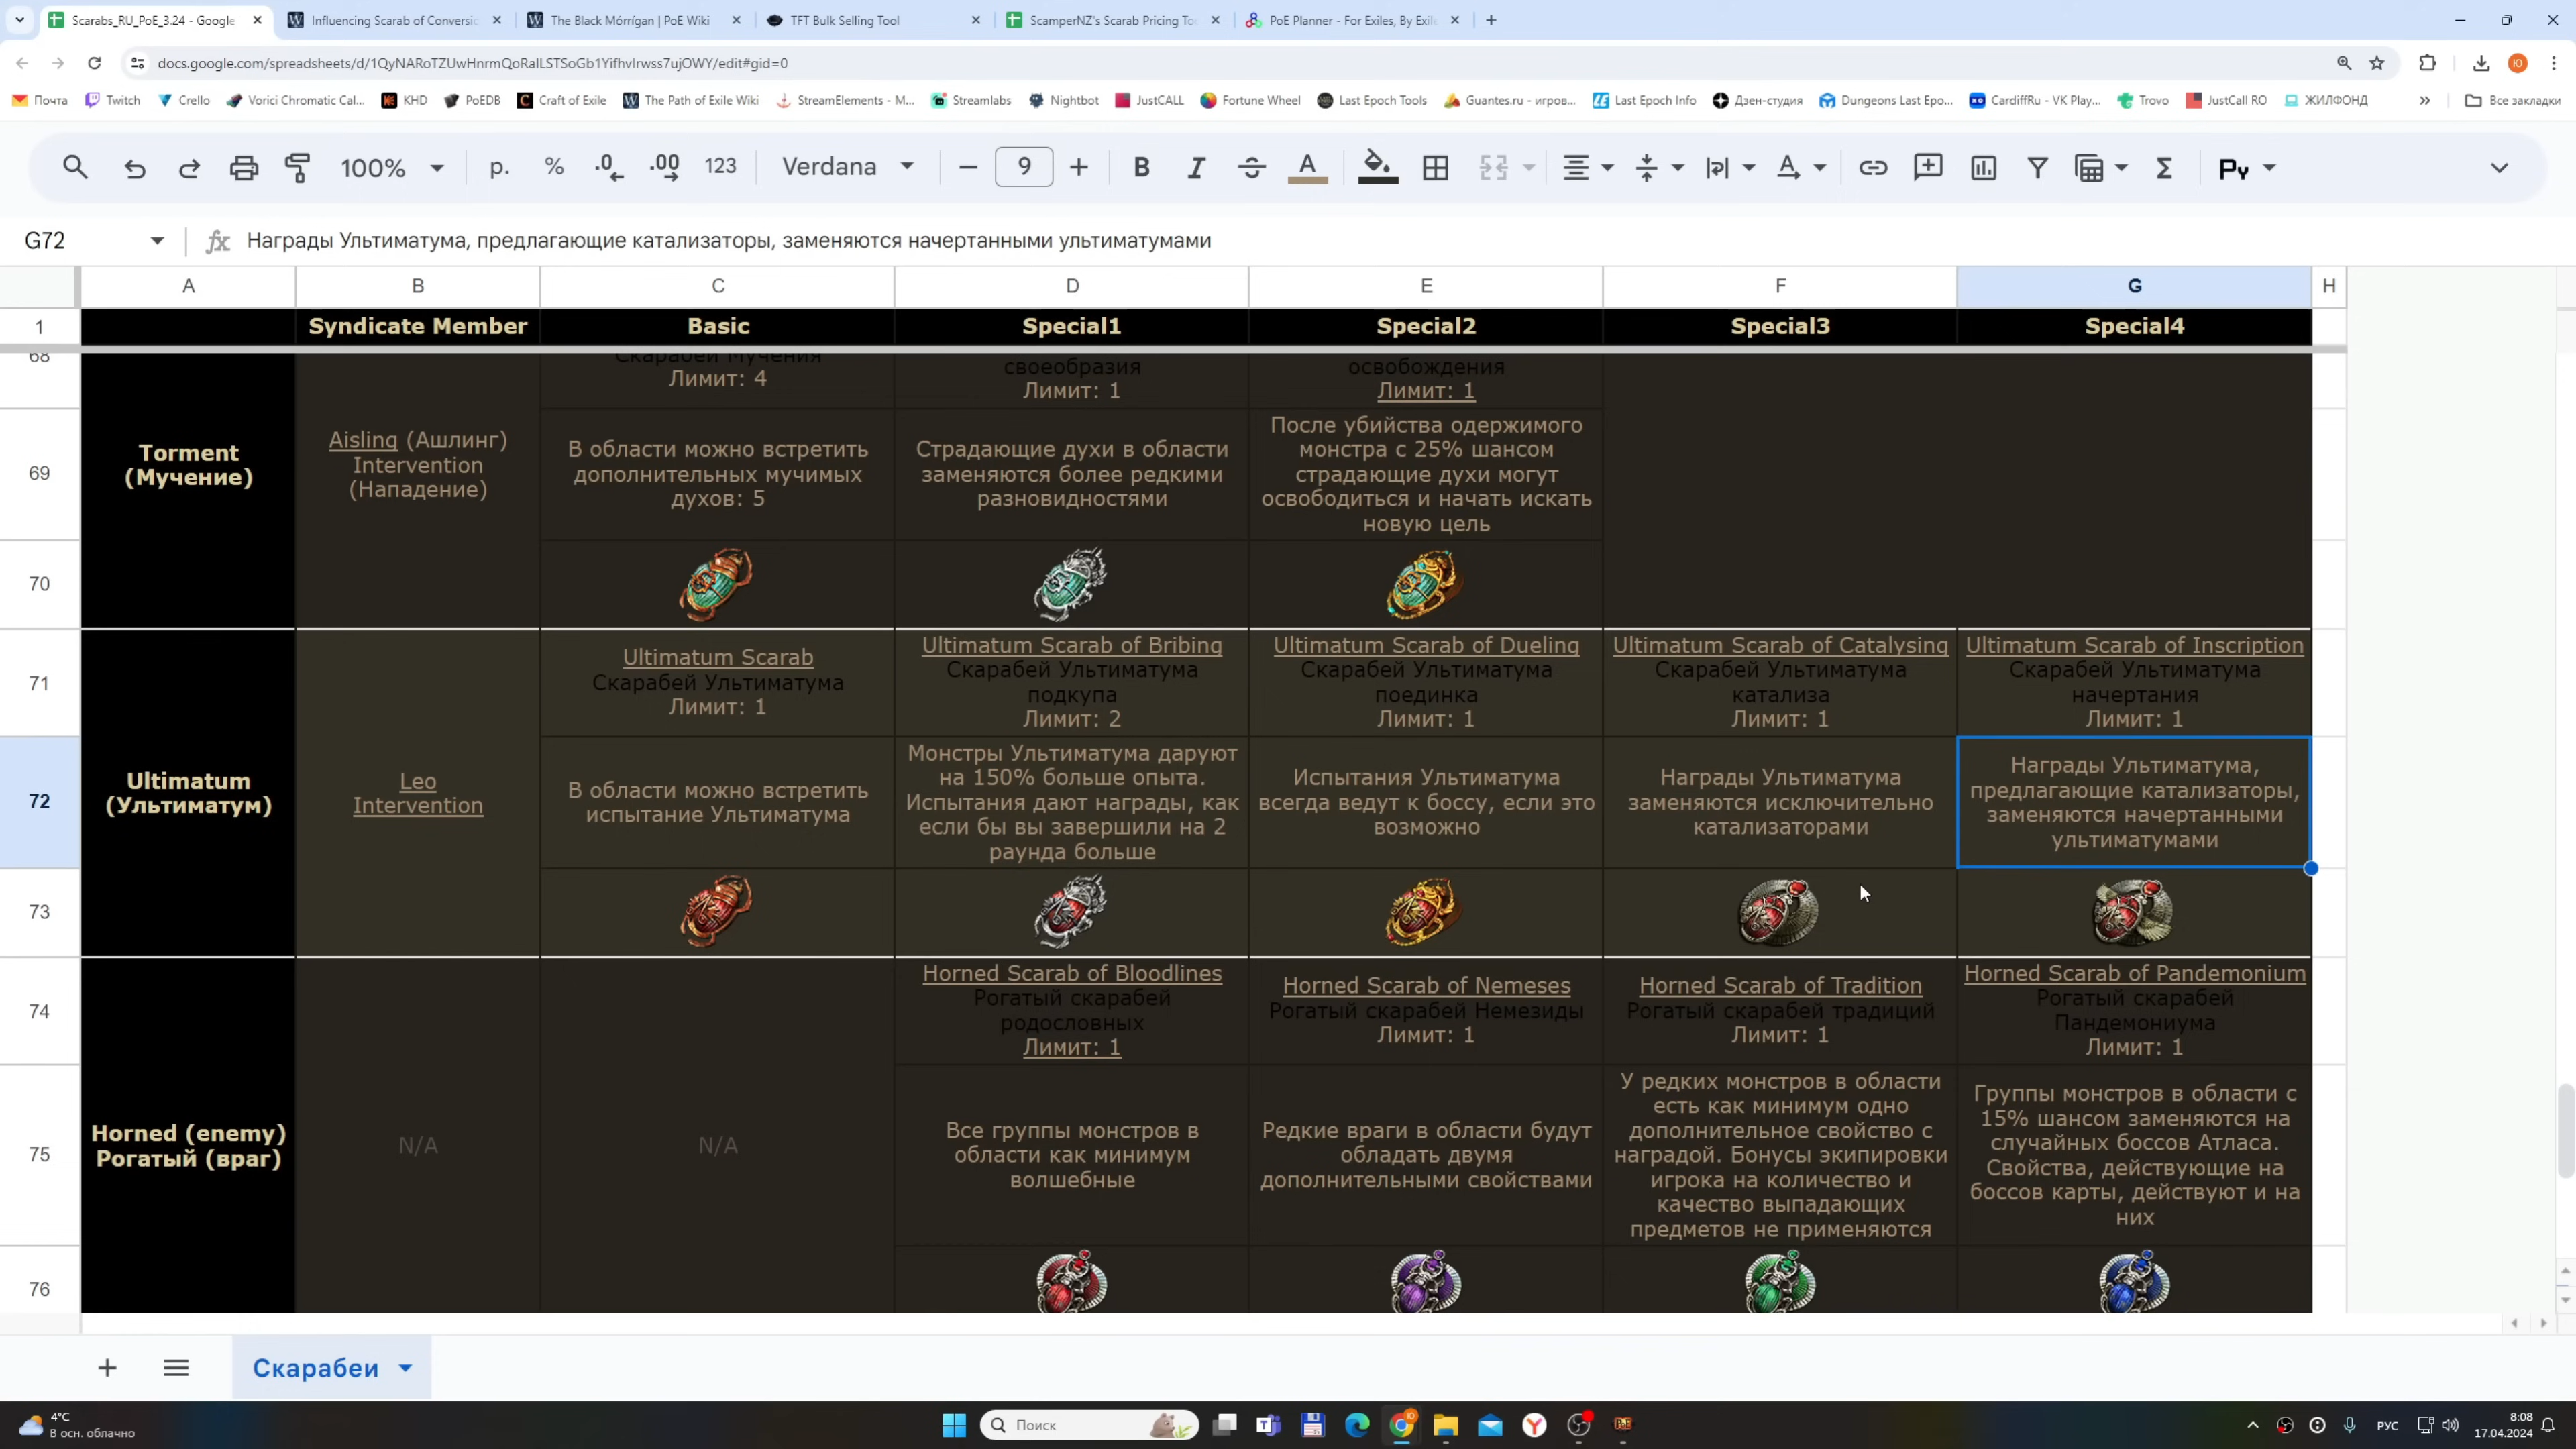 Scarabs_RU_PoE_3.24 - Google
Influencing Scarab of Conversio
The Black Mórrígan | PoE Wiki
TFT Bulk Selling Tool
ScamperNZ's Scarab Pricing To
PoE Planner - For Exiles, By Exil
docs.google.com/spreadsheets/d/1QyNARoTZUwHnrmQoRaILSTSoGb1YifhvIrwss7ujOWY/edit#gid=0
Почта
Twitch
Crello
Vorici Chromatic Cal...
KHD
PoEDB
Craft of Exile
The Path of Exile Wiki
StreamElements - M...
Streamlabs
Nightbot
JustCALL
Fortune Wheel
Last Epoch Tools
Guantes.ru - игров...
Last Epoch Info
Дзен-студия
Dungeons Last Epo...
CardiffRu - VK Play...
Trovo
JustCall RO
ЖИЛФОНД
Все закладки
100%
р.
%
.0
.00
123
Verdana
9
G72
Награды Ультиматума, предлагающие катализаторы, заменяются начертанными ультиматумами
A
B
C
D
E
F
G
H
1
Syndicate Member
Basic
Special1
Special2
Special3
Special4
68
Скарабей Мучения
Лимит: 4
своеобразия
Лимит: 1
освобождения
Лимит: 1
Torment
(Мучение)
69
Aisling (Ашлинг)
Intervention
(Нападение)
В области можно встретить
дополнительных мучимых
духов: 5
Страдающие духи в области
заменяются более редкими
разновидностями
После убийства одержимого
монстра с 25% шансом
страдающие духи могут
освободиться и начать искать
новую цель
70
71
Ultimatum Scarab
Скарабей Ультиматума
Лимит: 1
Ultimatum Scarab of Bribing
Скарабей Ультиматума
подкупа
Лимит: 2
Ultimatum Scarab of Dueling
Скарабей Ультиматума
поединка
Лимит: 1
Ultimatum Scarab of Catalysing
Скарабей Ультиматума
катализа
Лимит: 1
Ultimatum Scarab of Inscription
Скарабей Ультиматума
начертания
Лимит: 1
72
Ultimatum
(Ультиматум)
Leo
Intervention
В области можно встретить
испытание Ультиматума
Монстры Ультиматума даруют
на 150% больше опыта.
Испытания дают награды, как
если бы вы завершили на 2
раунда больше
Испытания Ультиматума
всегда ведут к боссу, если это
возможно
Награды Ультиматума
заменяются исключительно
катализаторами
Награды Ультиматума,
предлагающие катализаторы,
заменяются начертанными
ультиматумами
73
74
Horned Scarab of Bloodlines
Рогатый скарабей
родословных
Лимит: 1
Horned Scarab of Nemeses
Рогатый скарабей Немезиды
Лимит: 1
Horned Scarab of Tradition
Рогатый скарабей традиций
Лимит: 1
Horned Scarab of Pandemonium
Рогатый скарабей
Пандемониума
Лимит: 1
75
Horned (enemy)
Рогатый (враг)
N/A
N/A
Все группы монстров в
области как минимум
волшебные
Редкие враги в области будут
обладать двумя
дополнительными свойствами
У редких монстров в области
есть как минимум одно
дополнительное свойство с
наградой. Бонусы экипировки
игрока на количество и
качество выпадающих
предметов не применяются
Группы монстров в области с
15% шансом заменяются на
случайных боссов Атласа.
Свойства, действующие на
боссов карты, действуют и на
них
76
Скарабеи
4°C
В осн. облачно
Поиск
РУС
8:08
17.04.2024